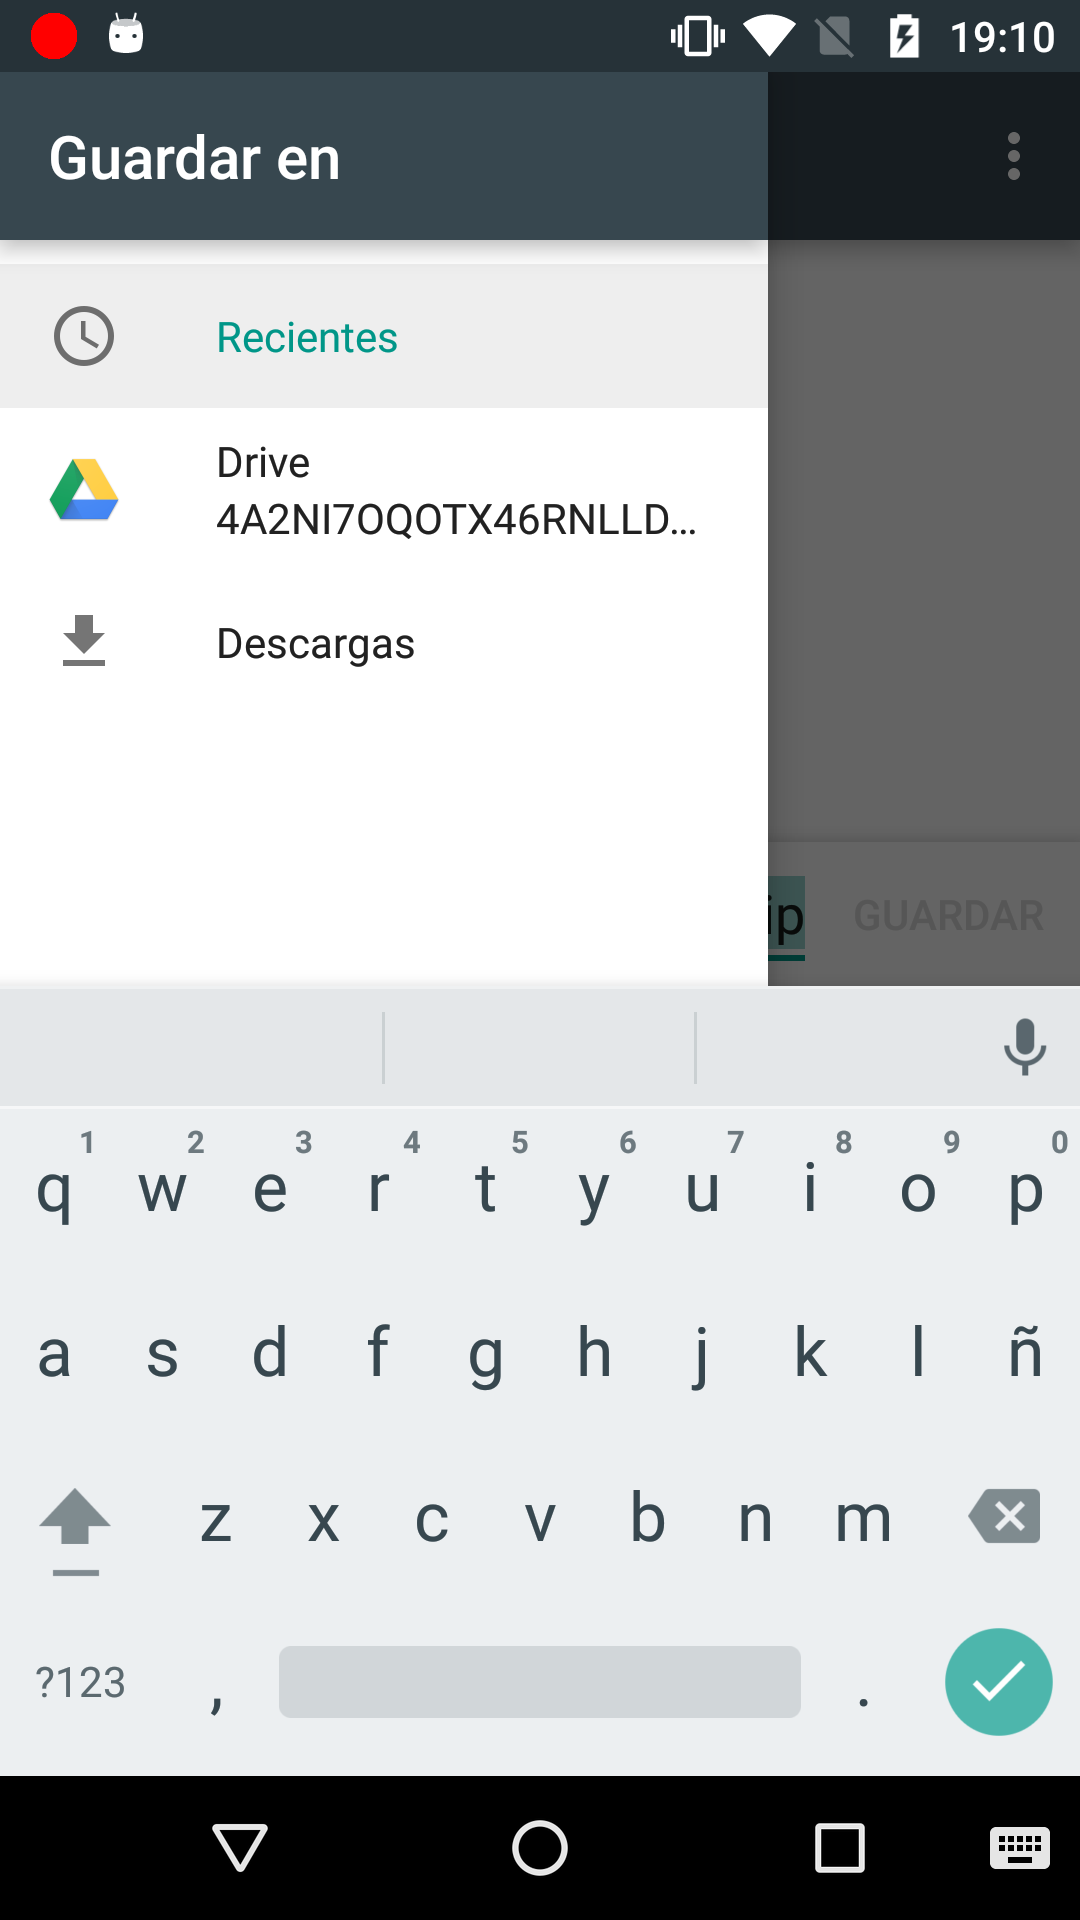 19:10
Guardar en
Recientes
Drive
4A2NI7OQOTX46RNLLD...
Descargas
ip GUARDAR
1 2 3 4 5 6 7 8 9 0
q w e r t y u i o p
a s d f g h j k l ñ
z x c v b n m
?123 , .